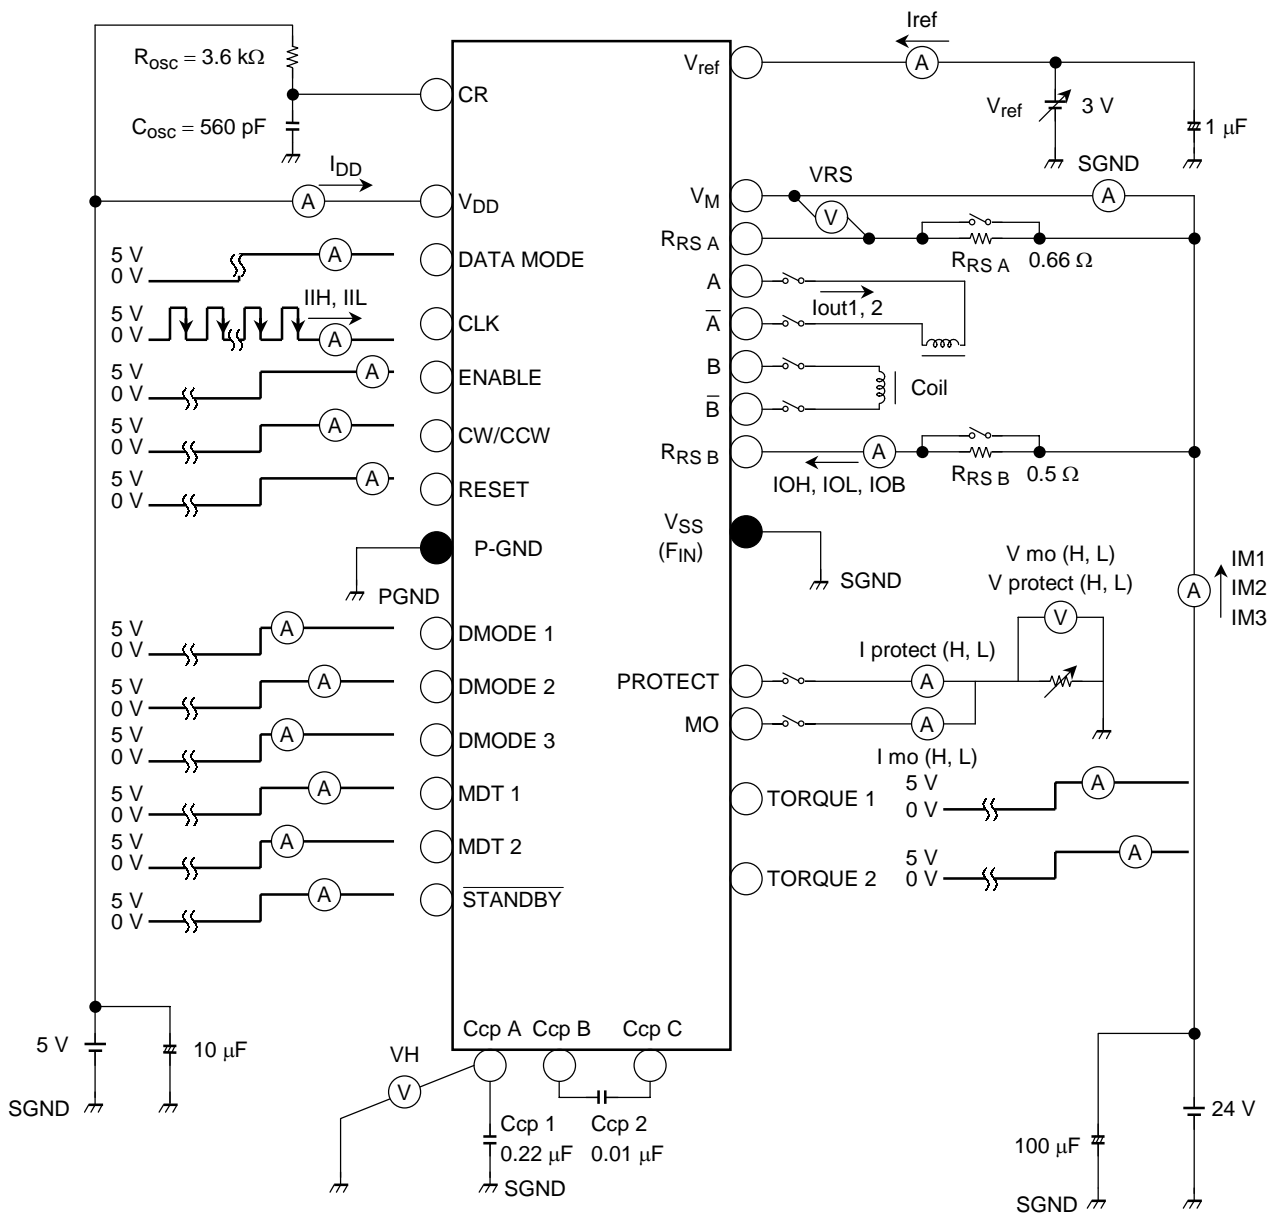 Iref
A
Rosc = 3.6 kΩ
Vref
CR
Vref
3 V
Cosc = 560 pF
1 μF
IDD
A
VDD
VRS
SGND
VM
A
V
5 V
0 V
A
DATA MODE
RRS A
RRS A
0.66 Ω
5 V
0 V
IIH, IIL
A
CLK
A
Iout1, 2
A̅
5 V
0 V
A
ENABLE
B
Coil
B̅
5 V
0 V
A
CW/CCW
RRS B
A
RRS B
0.5 Ω
IOH, IOL, IOB
5 V
0 V
A
RESET
P-GND
PGND
VSS
(FIN)
SGND
V mo (H, L)
V protect (H, L)
V
A
IM1
IM2
IM3
5 V
0 V
A
DMODE 1
I protect (H, L)
5 V
0 V
A
DMODE 2
PROTECT
A
5 V
0 V
A
DMODE 3
MO
A
I mo (H, L)
5 V
0 V
A
MDT 1
TORQUE 1
5 V
0 V
A
5 V
0 V
A
MDT 2
TORQUE 2
5 V
0 V
A
5 V
0 V
A
S̅T̅A̅N̅D̅B̅Y̅
Ccp A
Ccp B
Ccp C
5 V
10 μF
SGND
VH
V
Ccp 1
0.22 μF
SGND
Ccp 2
0.01 μF
100 μF
SGND
24 V